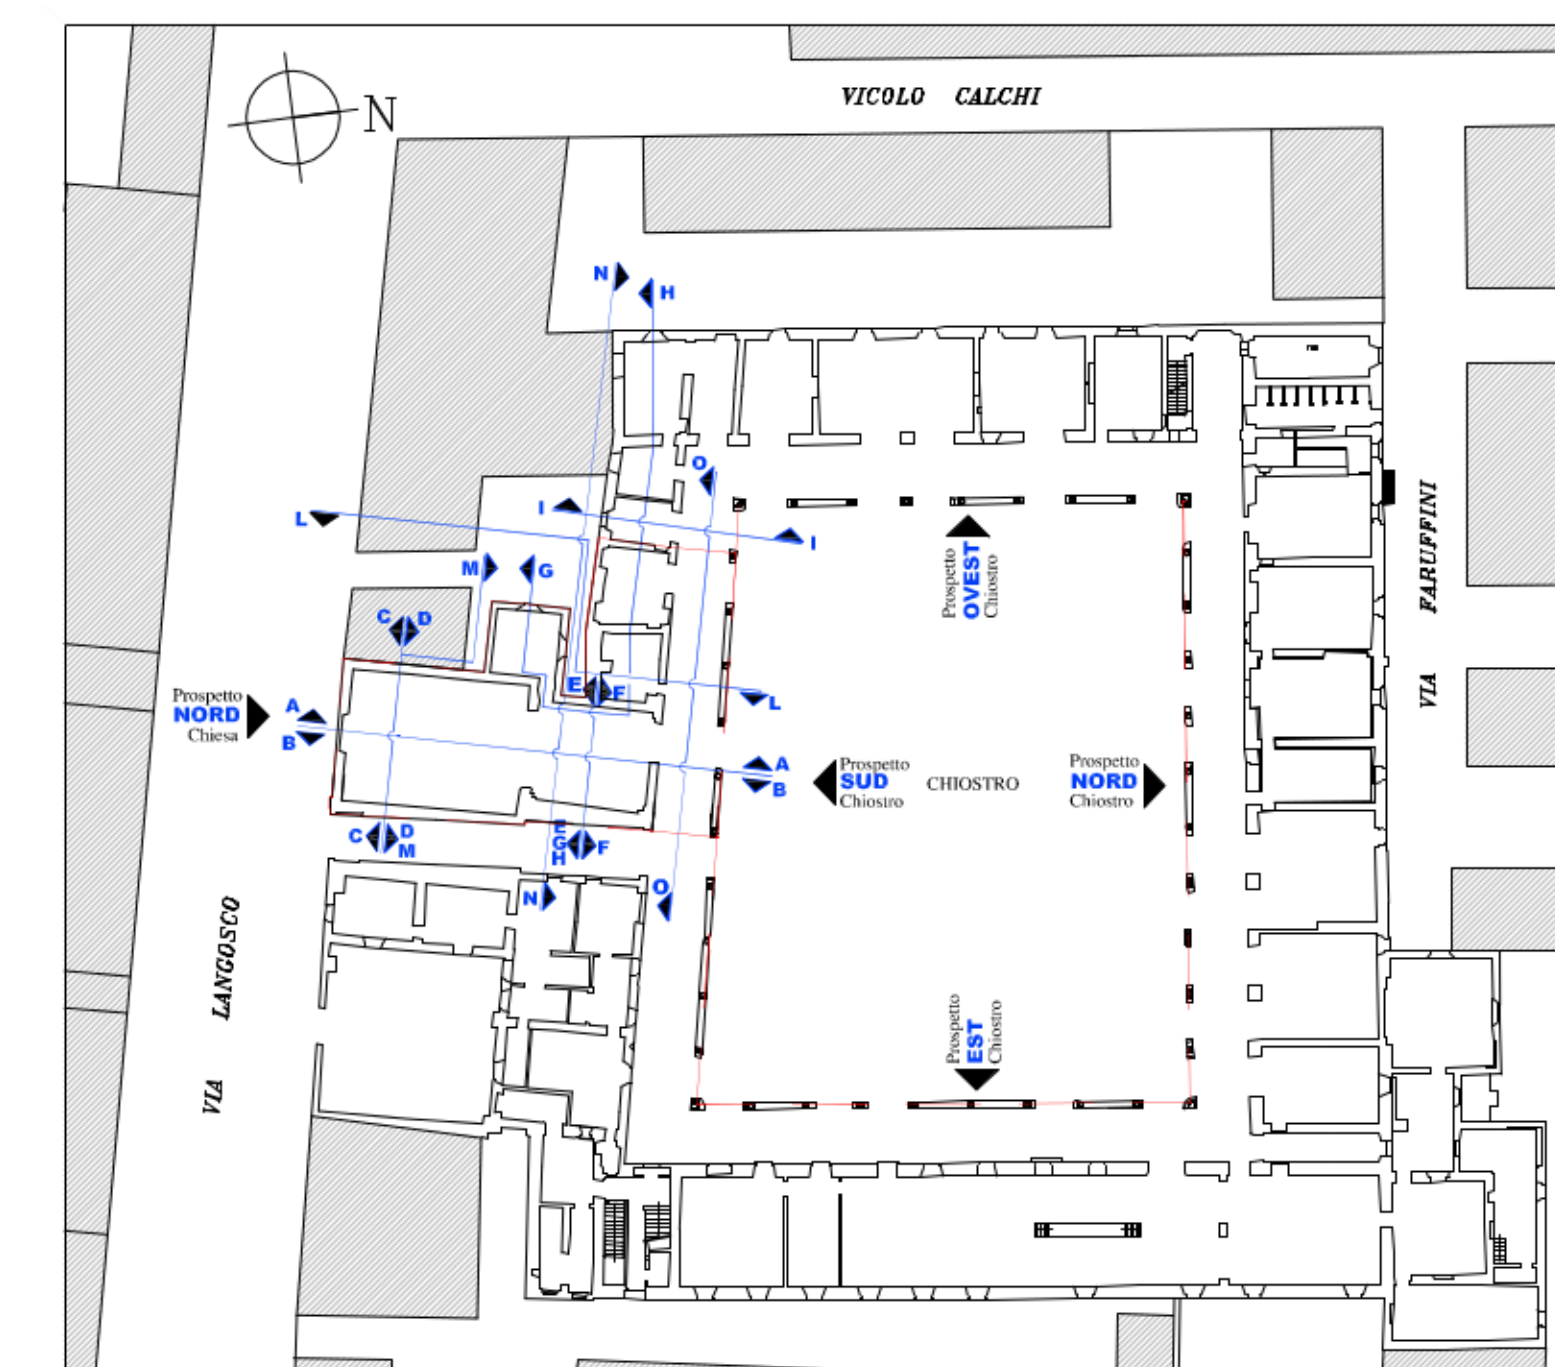 VICOLO CALCHI
N
N
H
O
I
L
I
M
G
C
D
Prospetto
OVEST
Chiostro
VIA FARUFFINI
E
F
L
Prospetto
NORD
Chiesa
A
B
A
B
Prospetto
SUD
Chiostro
CHIOSTRO
Prospetto
NORD
Chiostro
C
D
M
E
G
H
F
N
O
VIA LANGOSCO
Prospetto
EST
Chiostro